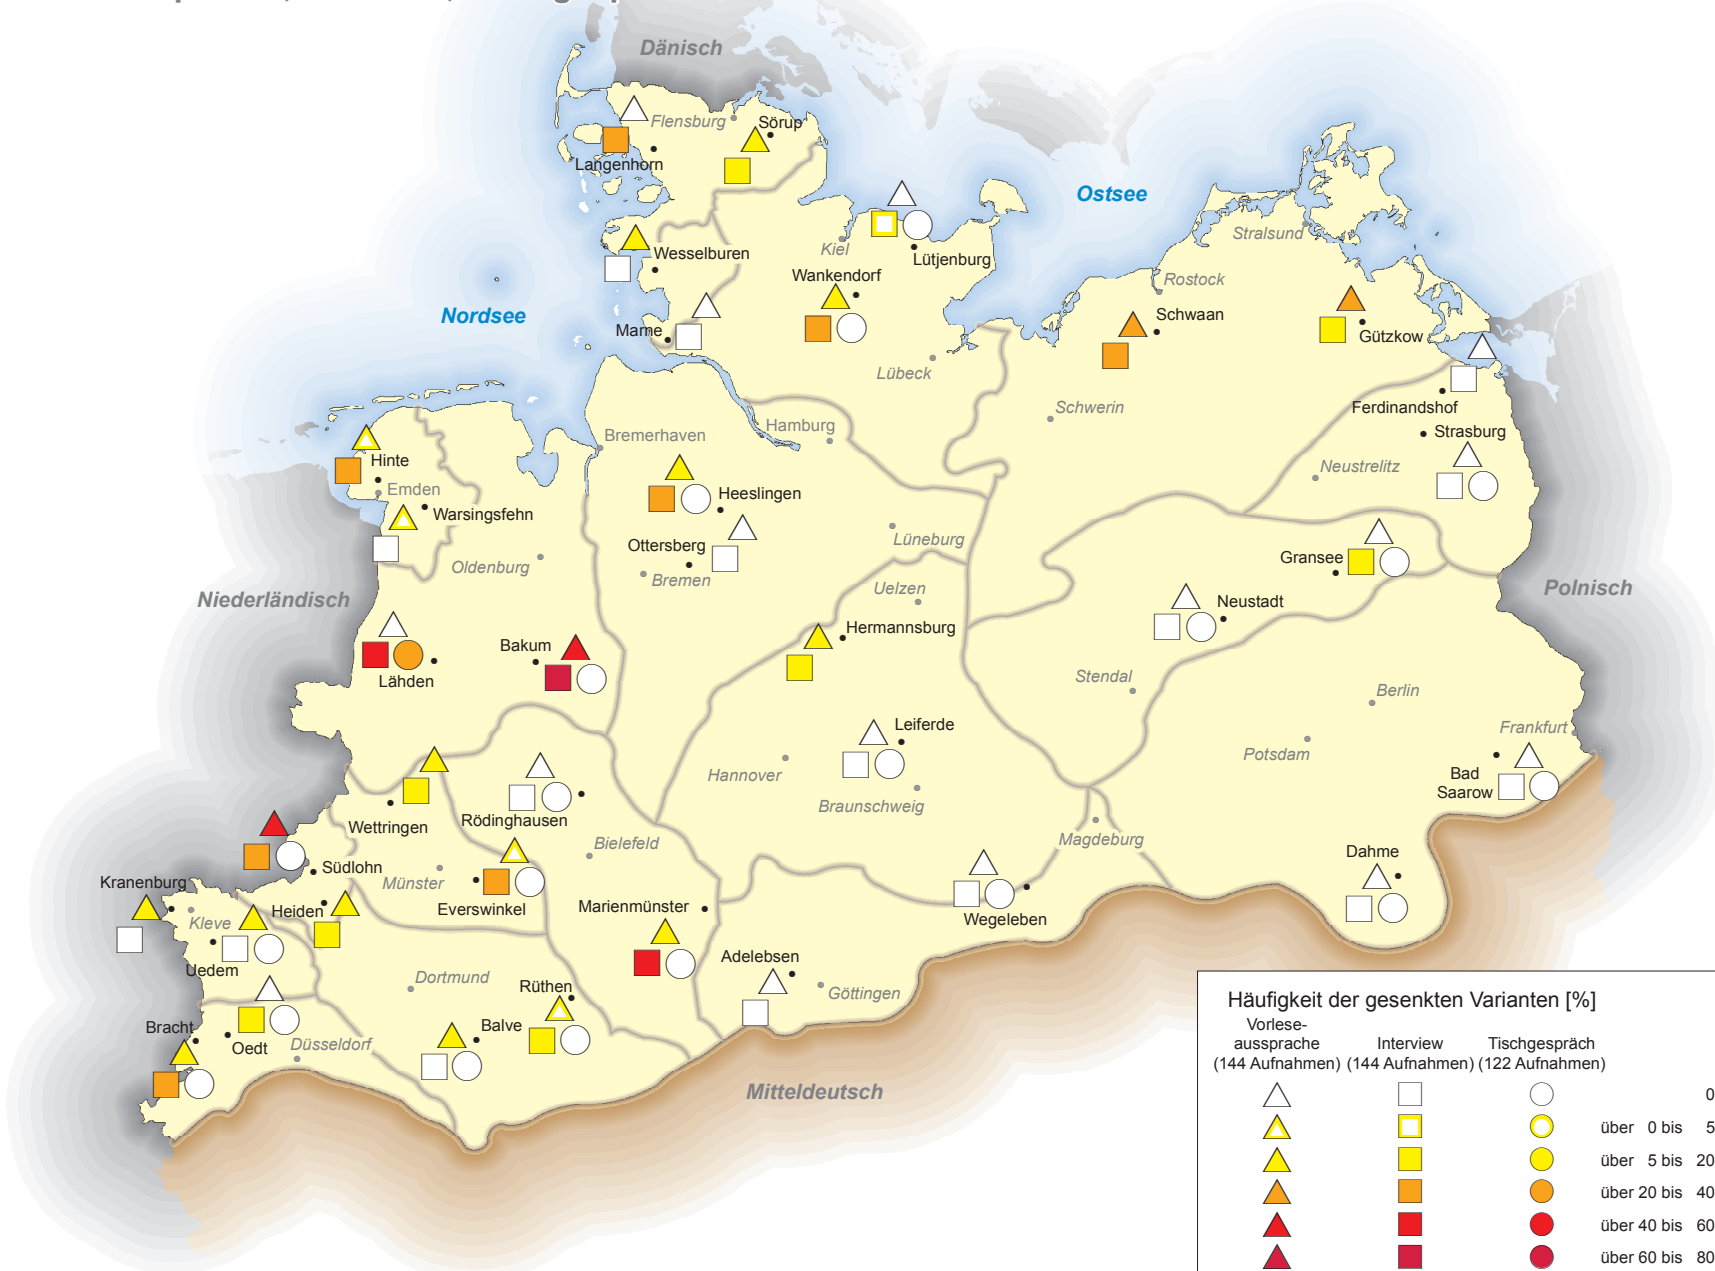 Dänisch
Flensburg
Sörup
Langenhorn
Ostsee
Stralsund
Kiel
Lütjenburg
Wesselburen
Wankendorf
Rostock
Nordsee
Schwaan
Marne
Gützkow
Lübeck
Schwerin
Ferdinandshof
Hamburg
Bremerhaven
Strasburg
Hinte
Neustrelitz
Emden
Heeslingen
Warsingsfehn
Lüneburg
Ottersberg
Gransee
Oldenburg
Bremen
Uelzen
Polnisch
Niederländisch
Neustadt
Hermannsburg
Bakum
Lähden
Stendal
Berlin
Leiferde
Frankfurt
Potsdam
Hannover
Bad
Saarow
Braunschweig
Wettringen
Rödinghausen
Bielefeld
Magdeburg
Dahme
Südlohn
Kranenburg
Münster
Heiden
Everswinkel
Marienmünster
Wegeleben
Kleve
Adelebsen
Uedem
Dortmund
Rüthen
Göttingen
Bracht
Balve
Oedt
Düsseldorf
Mitteldeutsch
Häufigkeit der gesenkten Varianten [%]
Vorlese-
aussprache Interview Tischgespräch
(144 Aufnahmen) (144 Aufnahmen) (122 Aufnahmen)
0
über 0 bis 5
über 5 bis 20
über 20 bis 40
über 40 bis 60
über 60 bis 80